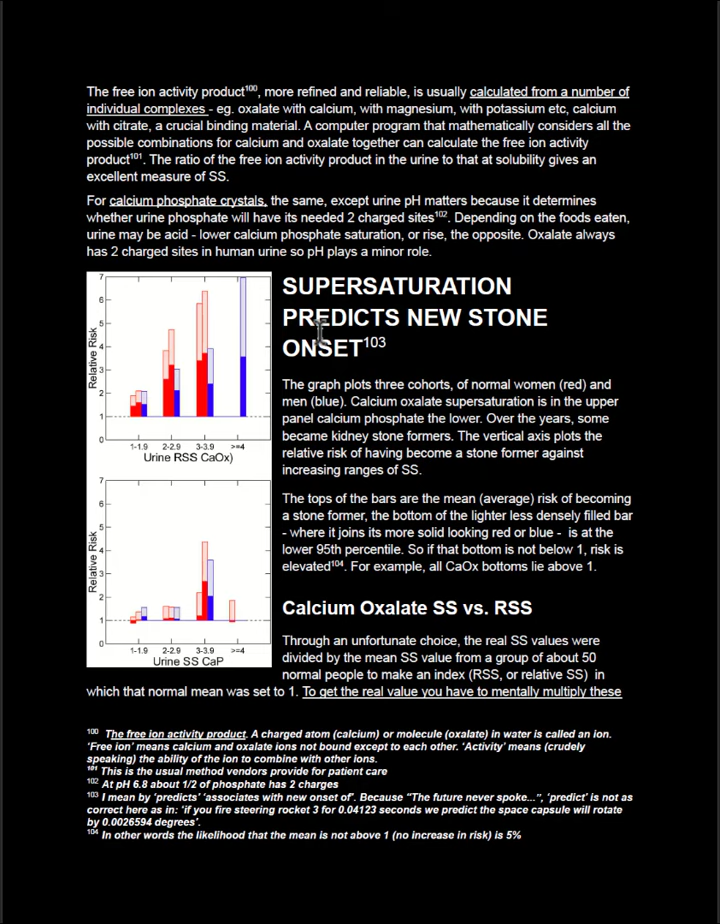 The free ion activity product100, more refined and reliable, is usually calculated from a number of
individual complexes - eg. oxalate with calcium, with magnesium, with potassium etc, calcium
with citrate, a crucial binding material. A computer program that mathematically considers all the
possible combinations for calcium and oxalate together can calculate the free ion activity
product101. The ratio of the free ion activity product in the urine to that at solubility gives an
excellent measure of SS.
For calcium phosphate crystals, the same, except urine pH matters because it determines
whether urine phosphate will have its needed 2 charged sites102. Depending on the foods eaten,
urine may be acid - lower calcium phosphate saturation, or rise, the opposite. Oxalate always
has 2 charged sites in human urine so pH plays a minor role.
7
6
5
4
3
2
1
0
Relative Risk
1-1.9 2-2.9 3-3.9 >=4
Urine RSS CaOx)
7
6
5
4
3
2
1
0
Relative Risk
1-1.9 2-2.9 3-3.9 >=4
Urine SS CaP
SUPERSATURATION
PREDICTS NEW STONE
ONSET103
The graph plots three cohorts, of normal women (red) and
men (blue). Calcium oxalate supersaturation is in the upper
panel calcium phosphate the lower. Over the years, some
became kidney stone formers. The vertical axis plots the
relative risk of having become a stone former against
increasing ranges of SS.
The tops of the bars are the mean (average) risk of becoming
a stone former, the bottom of the lighter less densely filled bar
- where it joins its more solid looking red or blue - is at the
lower 95th percentile. So if that bottom is not below 1, risk is
elevated104. For example, all CaOx bottoms lie above 1.
Calcium Oxalate SS vs. RSS
Through an unfortunate choice, the real SS values were
divided by the mean SS value from a group of about 50
normal people to make an index (RSS, or relative SS) in
which that normal mean was set to 1. To get the real value you have to mentally multiply these
100 The free ion activity product. A charged atom (calcium) or molecule (oxalate) in water is called an ion.
'Free ion' means calcium and oxalate ions not bound except to each other. 'Activity' means (crudely
speaking) the ability of the ion to combine with other ions.
101 This is the usual method vendors provide for patient care
102 At pH 6.8 about 1/2 of phosphate has 2 charges
103 I mean by 'predicts' 'associates with new onset of'. Because "The future never spoke...", 'predict' is not as
correct here as in: 'if you fire steering rocket 3 for 0.04123 seconds we predict the space capsule will rotate
by 0.0026594 degrees'.
104 In other words the likelihood that the mean is not above 1 (no increase in risk) is 5%